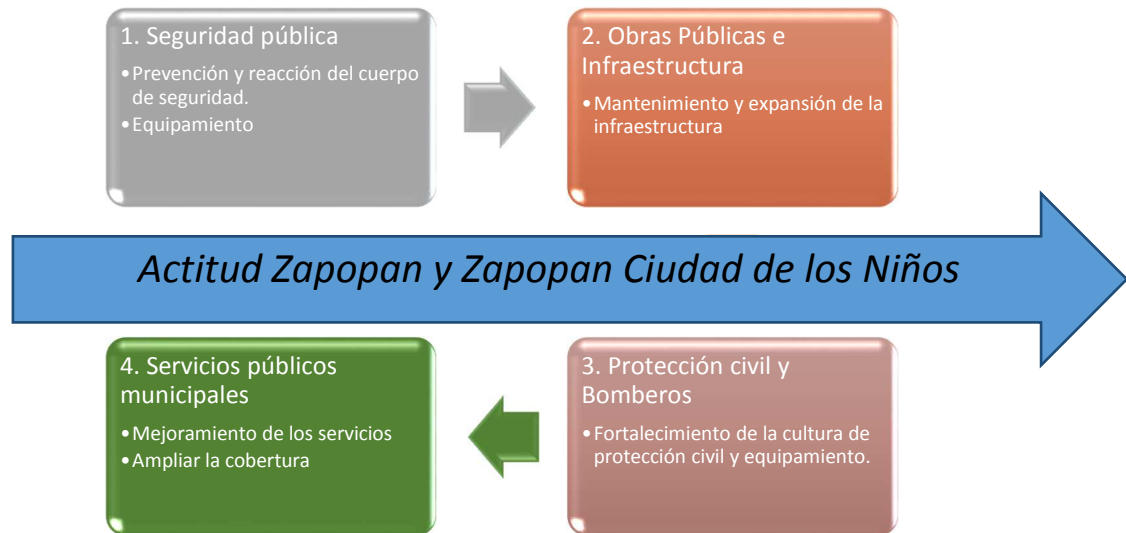 1. Seguridad pública
•Prevención y reacción del cuerpo
de seguridad.
•Equipamiento
2. Obras Públicas e
Infraestructura
•Mantenimiento y expansión de la
infraestructura
Actitud Zapopan y Zapopan Ciudad de los Niños
4. Servicios públicos
municipales
•Mejoramiento de los servicios
•Ampliar la cobertura
3. Protección civil y
Bomberos
•Fortalecimiento de la cultura de
protección civil y equipamiento.